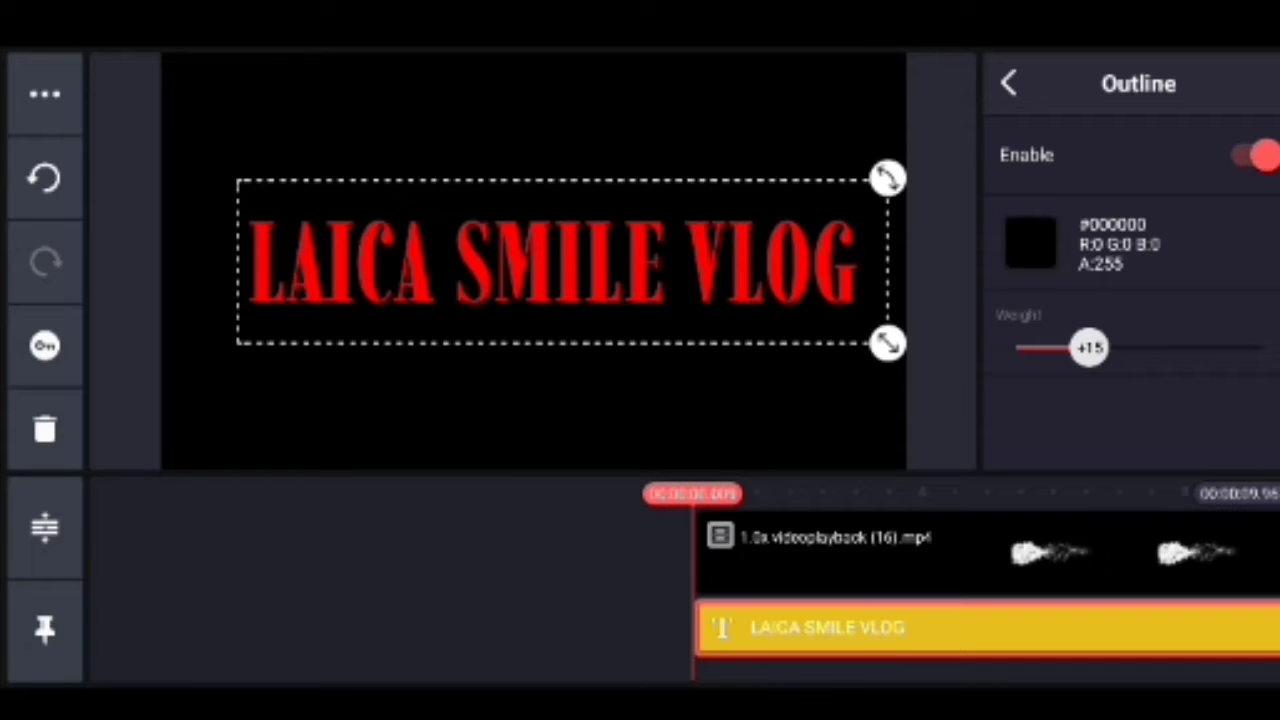 Outline
Enable
LAICA SMILE VLOG
#000000
R:0 G:0 B:0
A:255
Weight
+15
1.0x videoplayback (16).mp4
LAICA SMILE VLOG